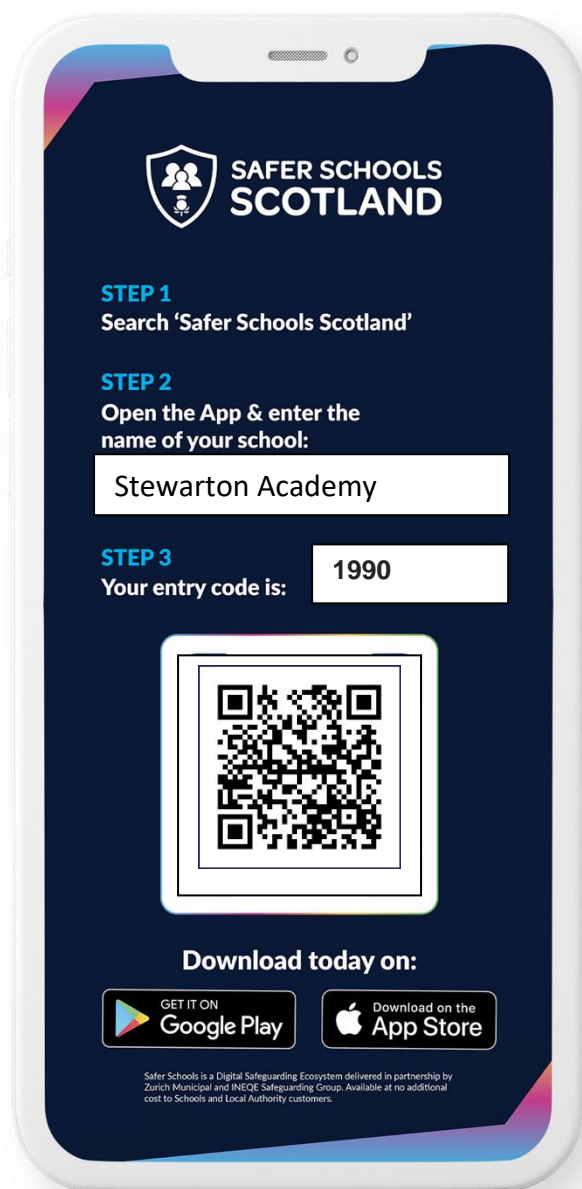 SAFER SCHOOLS
SCOTLAND
STEP 1
Search ‘Safer Schools Scotland’
STEP 2
Open the App & enter the
name of your school:
Stewarton Academy
STEP 3
Your entry code is:
1990
Download today on:
GET IT ON
Google Play
Download on the
App Store
Safer Schools is a Digital Safeguarding Ecosystem delivered in partnership by
Zurich Municipal and INEQE Safeguarding Group. Available at no additional
cost to Schools and Local Authority customers.